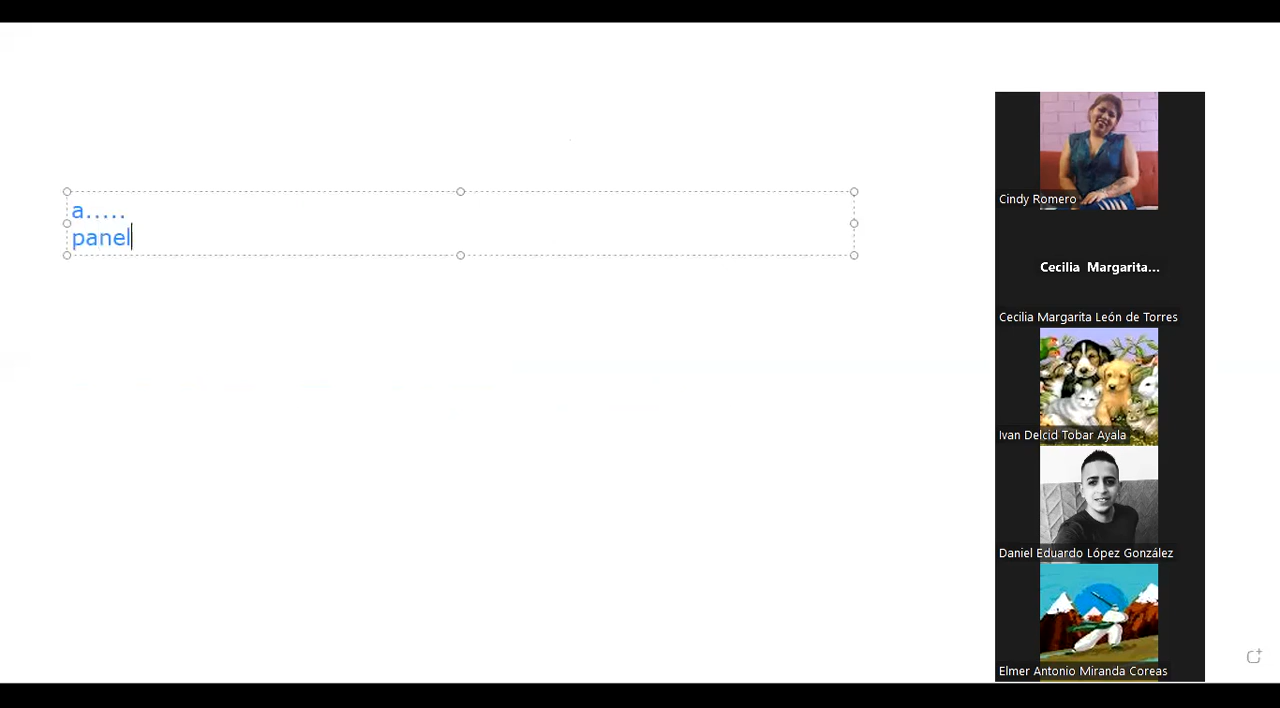 a.....
panel
Cindy Romero
Cecilia Margarita...
Cecilia Margarita León de Torres
Ivan Delcid Tobar Ayala
Daniel Eduardo López González
Elmer Antonio Miranda Coreas